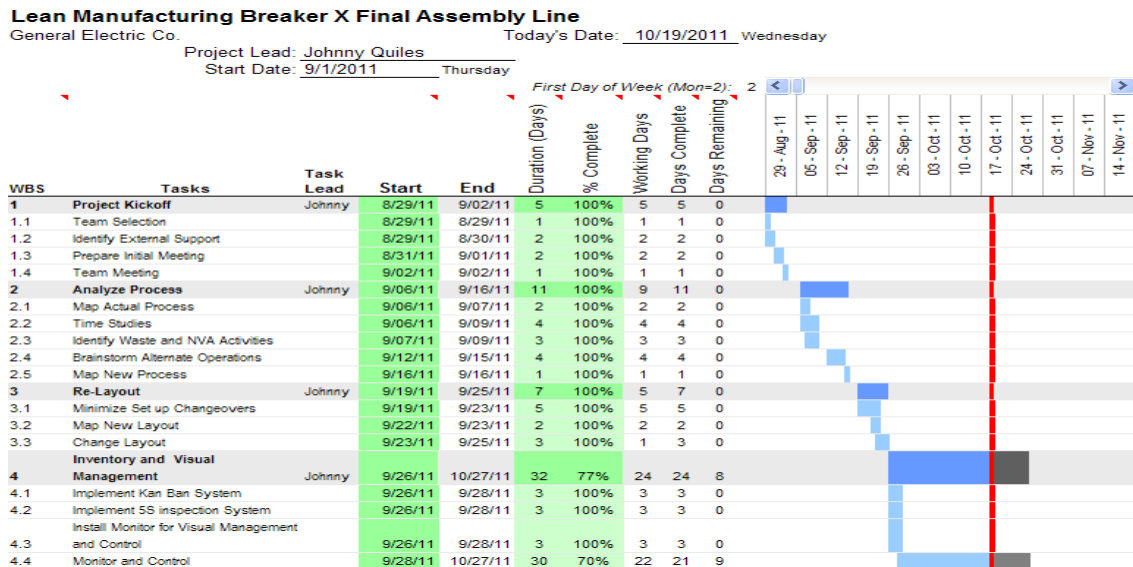 Lean Manufacturing Breaker X Final Assembly Line
General Electric Co. Today's Date: 10/19/2011 Wednesday
Project Lead: Johnny Quiles
Start Date: 9/1/2011 Thursday
First Day of Week (Mon=2): 2
WBS Tasks Task Lead Start End Duration (Days) % Complete Working Days Days Complete Days Remaining 29 - Aug - 11 05 - Sep - 11 12 - Sep - 11 19 - Sep - 11 26 - Sep - 11 03 - Oct - 11 10 - Oct - 11 17 - Oct - 11 24 - Oct - 11 31 - Oct - 11 07 - Nov - 11 14 - Nov - 11
1 Project Kickoff Johnny 8/29/11 9/02/11 5 100% 5 5 0
1.1 Team Selection 8/29/11 8/29/11 1 100% 1 1 0
1.2 Identify External Support 8/29/11 8/30/11 2 100% 2 2 0
1.3 Prepare Initial Meeting 8/31/11 9/01/11 2 100% 2 2 0
1.4 Team Meeting 9/02/11 9/02/11 1 100% 1 1 0
2 Analyze Process Johnny 9/06/11 9/16/11 11 100% 9 11 0
2.1 Map Actual Process 9/06/11 9/07/11 2 100% 2 2 0
2.2 Time Studies 9/06/11 9/09/11 4 100% 4 4 0
2.3 Identify Waste and NVA Activities 9/07/11 9/09/11 3 100% 3 3 0
2.4 Brainstorm Alternate Operations 9/12/11 9/15/11 4 100% 4 4 0
2.5 Map New Process 9/16/11 9/16/11 1 100% 1 1 0
3 Re-Layout Johnny 9/19/11 9/25/11 7 100% 5 7 0
3.1 Minimize Set up Changeovers 9/19/11 9/23/11 5 100% 5 5 0
3.2 Map New Layout 9/22/11 9/23/11 2 100% 2 2 0
3.3 Change Layout 9/23/11 9/25/11 3 100% 1 3 0
Inventory and Visual
4 Management Johnny 9/26/11 10/27/11 32 77% 24 24 8
4.1 Implement Kan Ban System 9/26/11 9/28/11 3 100% 3 3 0
4.2 Implement 5S inspection System 9/26/11 9/28/11 3 100% 3 3 0
Install Monitor for Visual Management
4.3 and Control 9/26/11 9/28/11 3 100% 3 3 0
4.4 Monitor and Control 9/28/11 10/27/11 30 70% 22 21 9